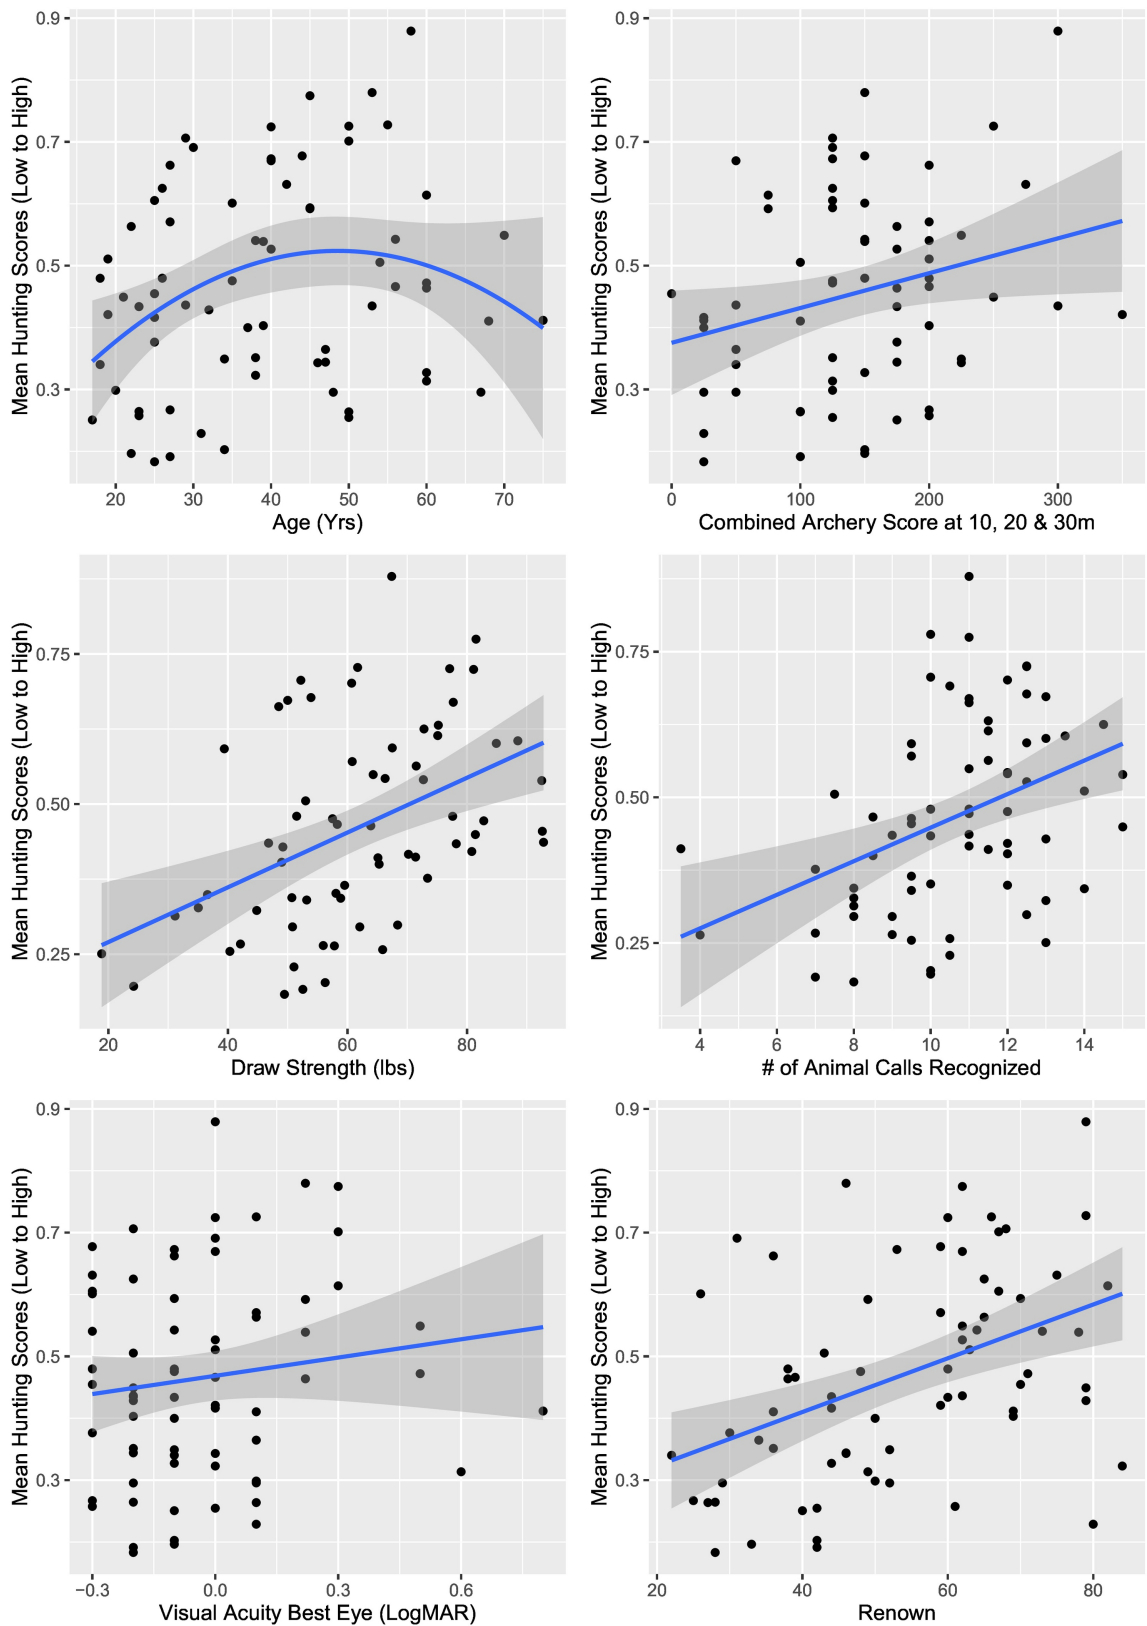 Mean Hunting Scores (Low to High)
0.9
0.7
0.5
0.3
20 30 40 50 60 70
Age (Yrs)
Mean Hunting Scores (Low to High)
0.9
0.7
0.5
0.3
0 100 200 300
Combined Archery Score at 10, 20 & 30m
Mean Hunting Scores (Low to High)
0.75
0.50
0.25
20 40 60 80
Draw Strength (lbs)
Mean Hunting Scores (Low to High)
0.75
0.50
0.25
4 6 8 10 12 14
# of Animal Calls Recognized
Mean Hunting Scores (Low to High)
0.9
0.7
0.5
0.3
−0.3 0.0 0.3 0.6
Visual Acuity Best Eye (LogMAR)
Mean Hunting Scores (Low to High)
0.9
0.7
0.5
0.3
20 40 60 80
Renown